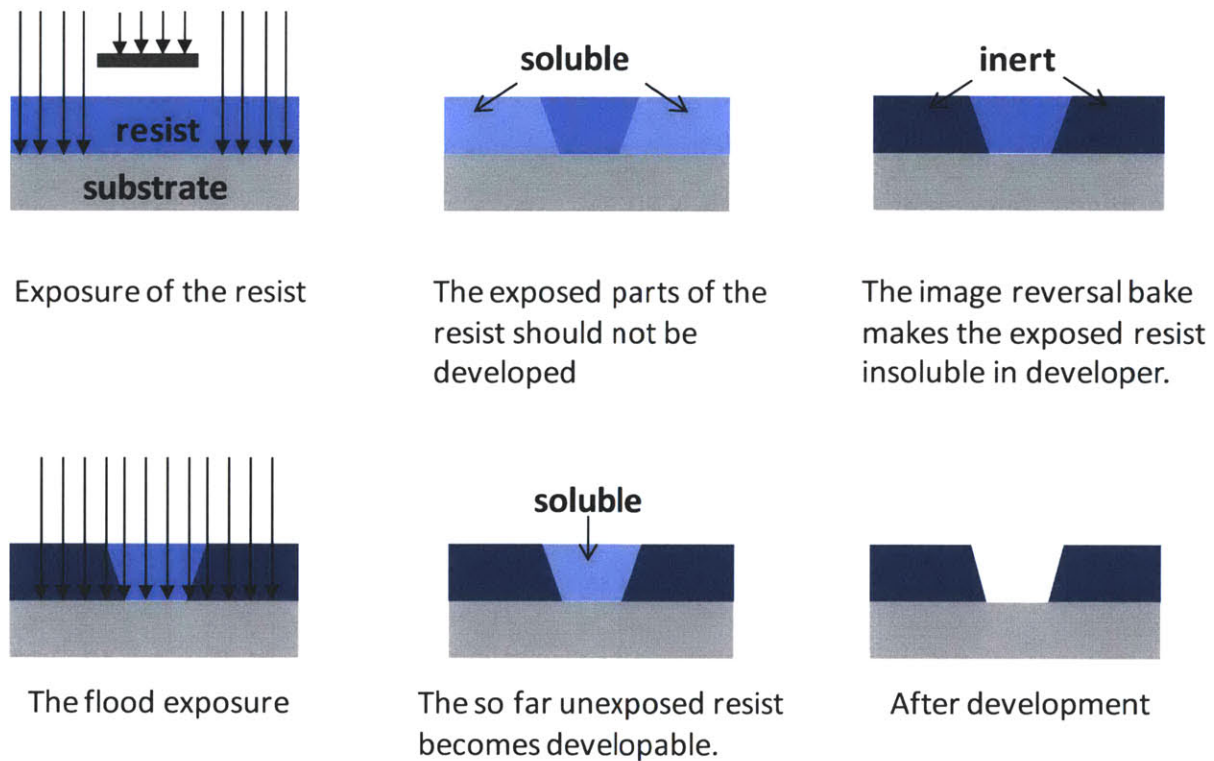 resist
substrate
Exposure of the resist
soluble
The exposed parts of the
resist should not be
developed
inert
The image reversal bake
makes the exposed resist
insoluble in developer.
The flood exposure
soluble
The so far unexposed resist
becomes developable.
After development